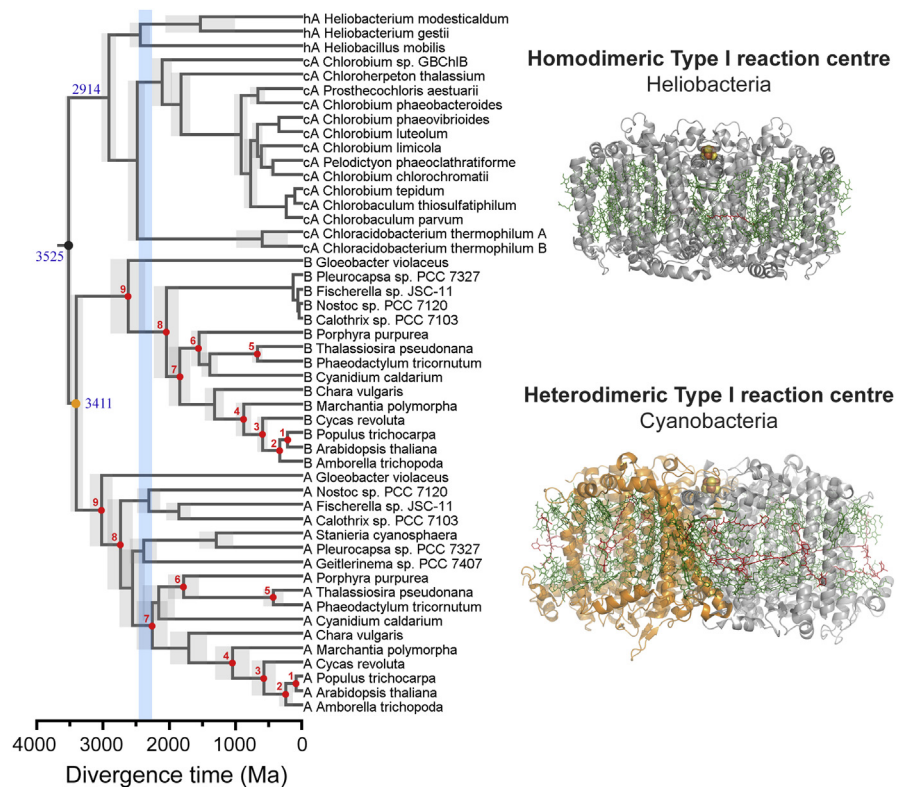 hA Heliobacterium modesticaldum
hA Heliobacterium gestii
hA Heliobacillus mobilis
cA Chlorobium sp. GBChlB
cA Chloroherpeton thalassium
cA Prosthecochloris aestuarii
cA Chlorobium phaeobacteroides
cA Chlorobium phaeovibrioides
cA Chlorobium luteolum
cA Chlorobium limicola
cA Pelodictyon phaeoclathratiforme
cA Chlorobium chlorochromatii
cA Chlorobium tepidum
cA Chlorobaculum thiosulfatiphilum
cA Chlorobaculum parvum
cA Chloracidobacterium thermophilum A
cA Chloracidobacterium thermophilum B
B Gloeobacter violaceus
B Pleurocapsa sp. PCC 7327
B Fischerella sp. JSC-11
B Nostoc sp. PCC 7120
B Calothrix sp. PCC 7103
B Porphyra purpurea
B Thalassiosira pseudonana
B Phaeodactylum tricornutum
B Cyanidium caldarium
B Chara vulgaris
B Marchantia polymorpha
B Cycas revoluta
B Populus trichocarpa
B Arabidopsis thaliana
B Amborella trichopoda
A Gloeobacter violaceus
A Nostoc sp. PCC 7120
A Fischerella sp. JSC-11
A Calothrix sp. PCC 7103
A Stanieria cyanosphaera
A Pleurocapsa sp. PCC 7327
A Geitlerinema sp. PCC 7407
A Porphyra purpurea
A Thalassiosira pseudonana
A Phaeodactylum tricornutum
A Cyanidium caldarium
A Chara vulgaris
A Marchantia polymorpha
A Cycas revoluta
A Populus trichocarpa
A Arabidopsis thaliana
A Amborella trichopoda
2914
3525
3411
9
8
6
5
7
4
3
1
2
9
8
6
5
7
4
3
1
2
4000 3000 2000 1000 0
Divergence time (Ma)
Homodimeric Type I reaction centre
Heliobacteria
Heterodimeric Type I reaction centre
Cyanobacteria